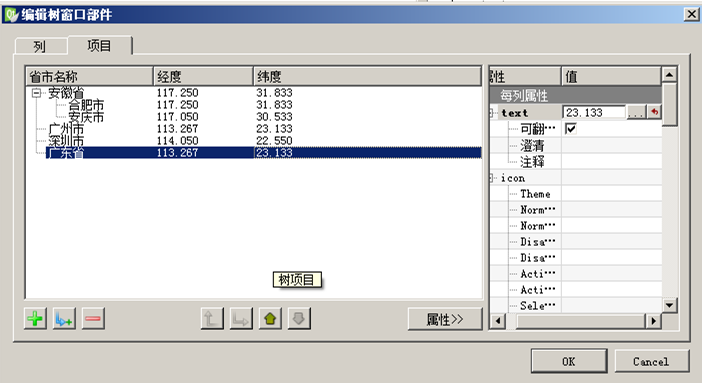 编辑树窗口部件
列 项目
省市名称 经度 纬度
安徽省 117.250 31.833
合肥市 117.250 31.833
安庆市 117.050 30.533
广州市 113.267 23.133
深圳市 114.050 22.550
广东省 113.267 23.133
树项目
属性>>
属性 值
每列属性
text 23.133 ...
可翻…
澄清
注释
icon
Theme
Norm…
Norm…
Disa…
Disa…
Acti…
Acti…
Sele…
OK Cancel